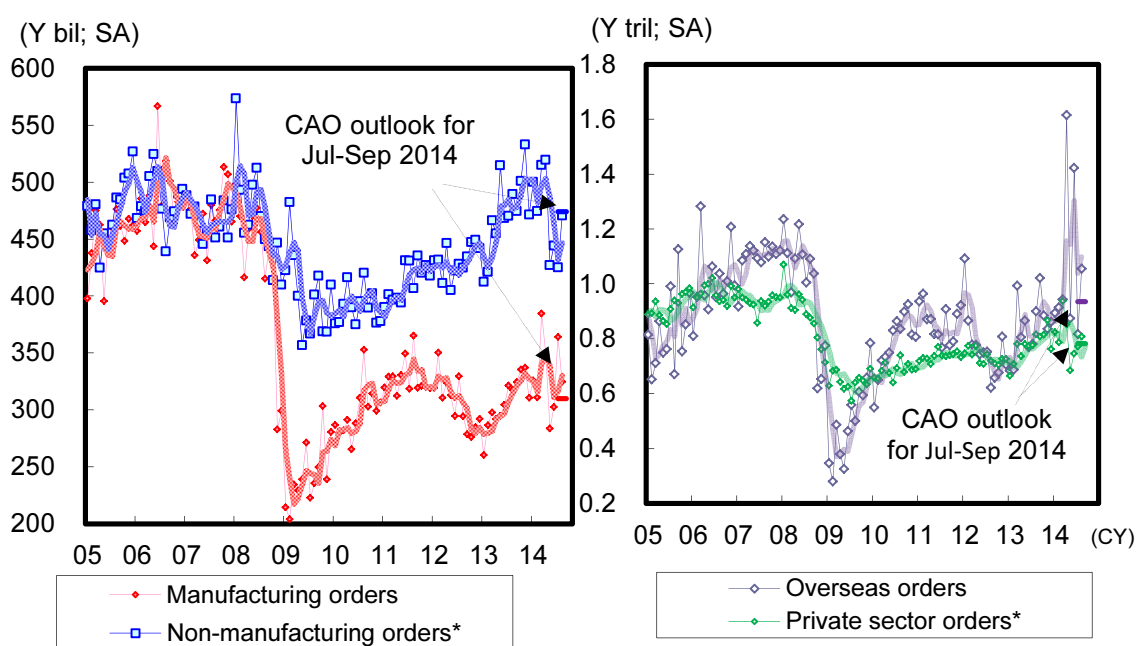 (Y bil; SA)
600
550
500
450
400
350
300
250
200
CAO outlook for
Jul-Sep 2014
05 06 07 08 09 10 11 12 13 14
Manufacturing orders
Non-manufacturing orders*
(Y tril; SA)
1.8
1.6
1.4
1.2
1.0
0.8
0.6
0.4
0.2
CAO outlook
for Jul-Sep 2014
05 06 07 08 09 10 11 12 13 14 (CY)
Overseas orders
Private sector orders*